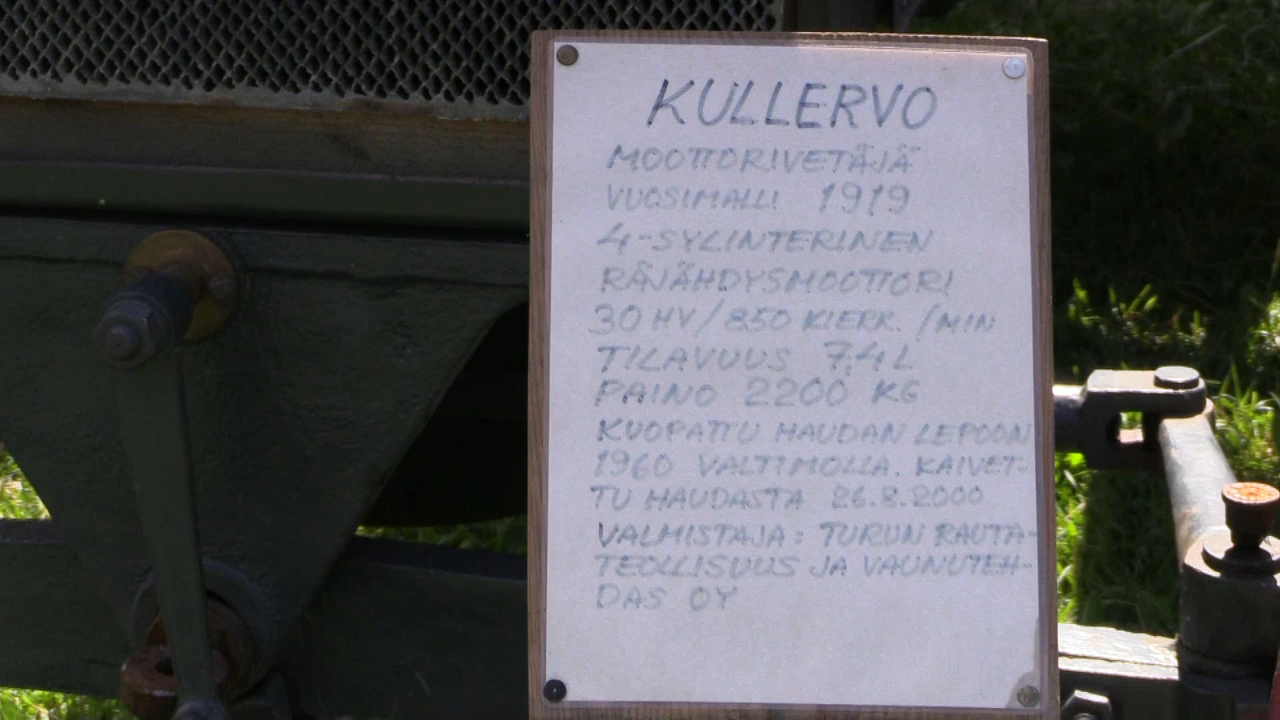 KULLERVO
MOOTTORIVETÄJÄ
VUOSIMALLI 1919
4-SYLINTERINEN
RÄJÄHDYSMOOTTORI
30 HV/850 KIERR. /MIN
TILAVUUS 7,4 L
PAINO 2200 KG
KUOPATTU HAUDAN LEPOON
1960 VALTIMOLLA. KAIVET-
TU HAUDASTA 26.8.2000
VALMISTAJA: TURUN RAUTA-
TEOLLISUUS JA VAUNUTEH-
DAS OY